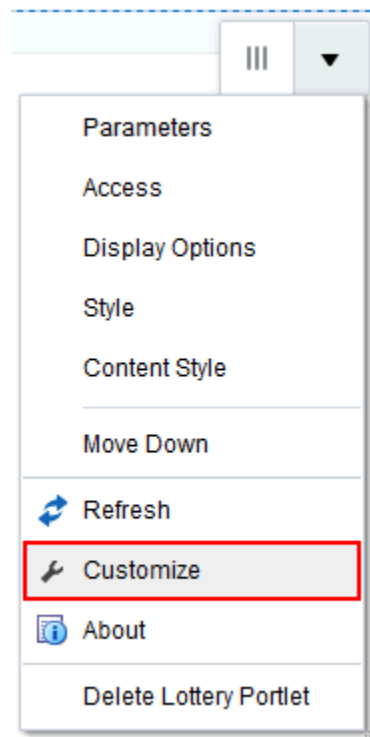 Parameters
Access
Display Options
Style
Content Style
Move Down
Refresh
Customize
About
Delete Lottery Portlet